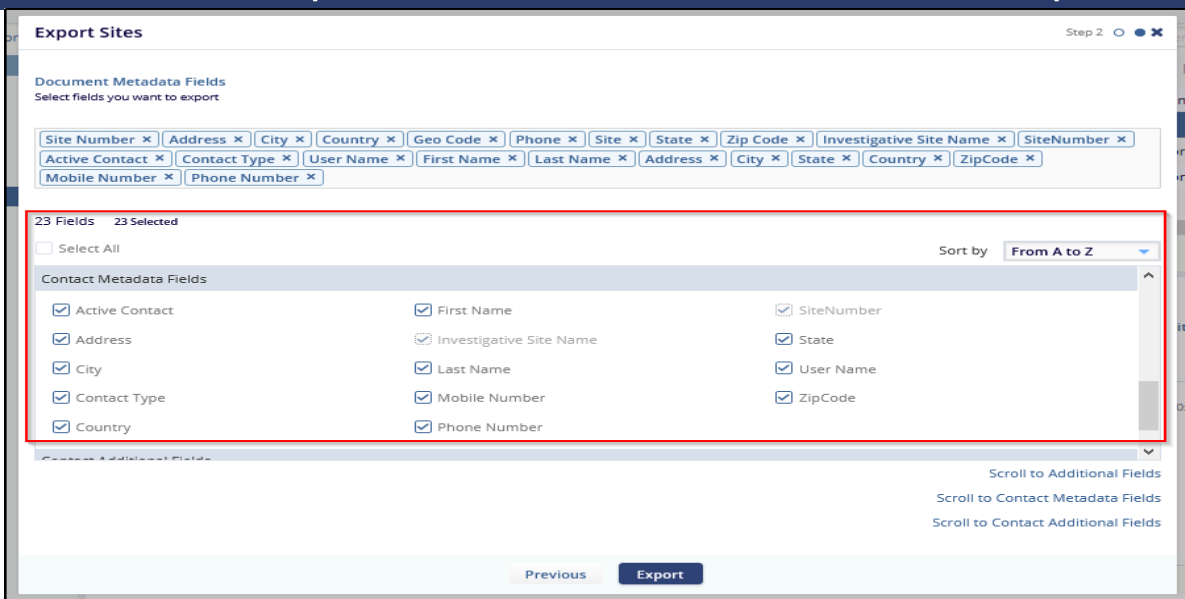 Export Sites
Step 2
Document Metadata Fields
Select fields you want to export
Site Number × Address × City × Country × Geo Code × Phone × Site × State × Zip Code × Investigative Site Name × SiteNumber ×
Active Contact × Contact Type × User Name × First Name × Last Name × Address × City × State × Country × ZipCode ×
Mobile Number × Phone Number ×
23 Fields 23 Selected
Select All
Sort by From A to Z
Contact Metadata Fields
Active Contact First Name SiteNumber
Address Investigative Site Name State
City Last Name User Name
Contact Type Mobile Number ZipCode
Country Phone Number
Contact Additional Fields
Scroll to Additional Fields
Scroll to Contact Metadata Fields
Scroll to Contact Additional Fields
Previous Export